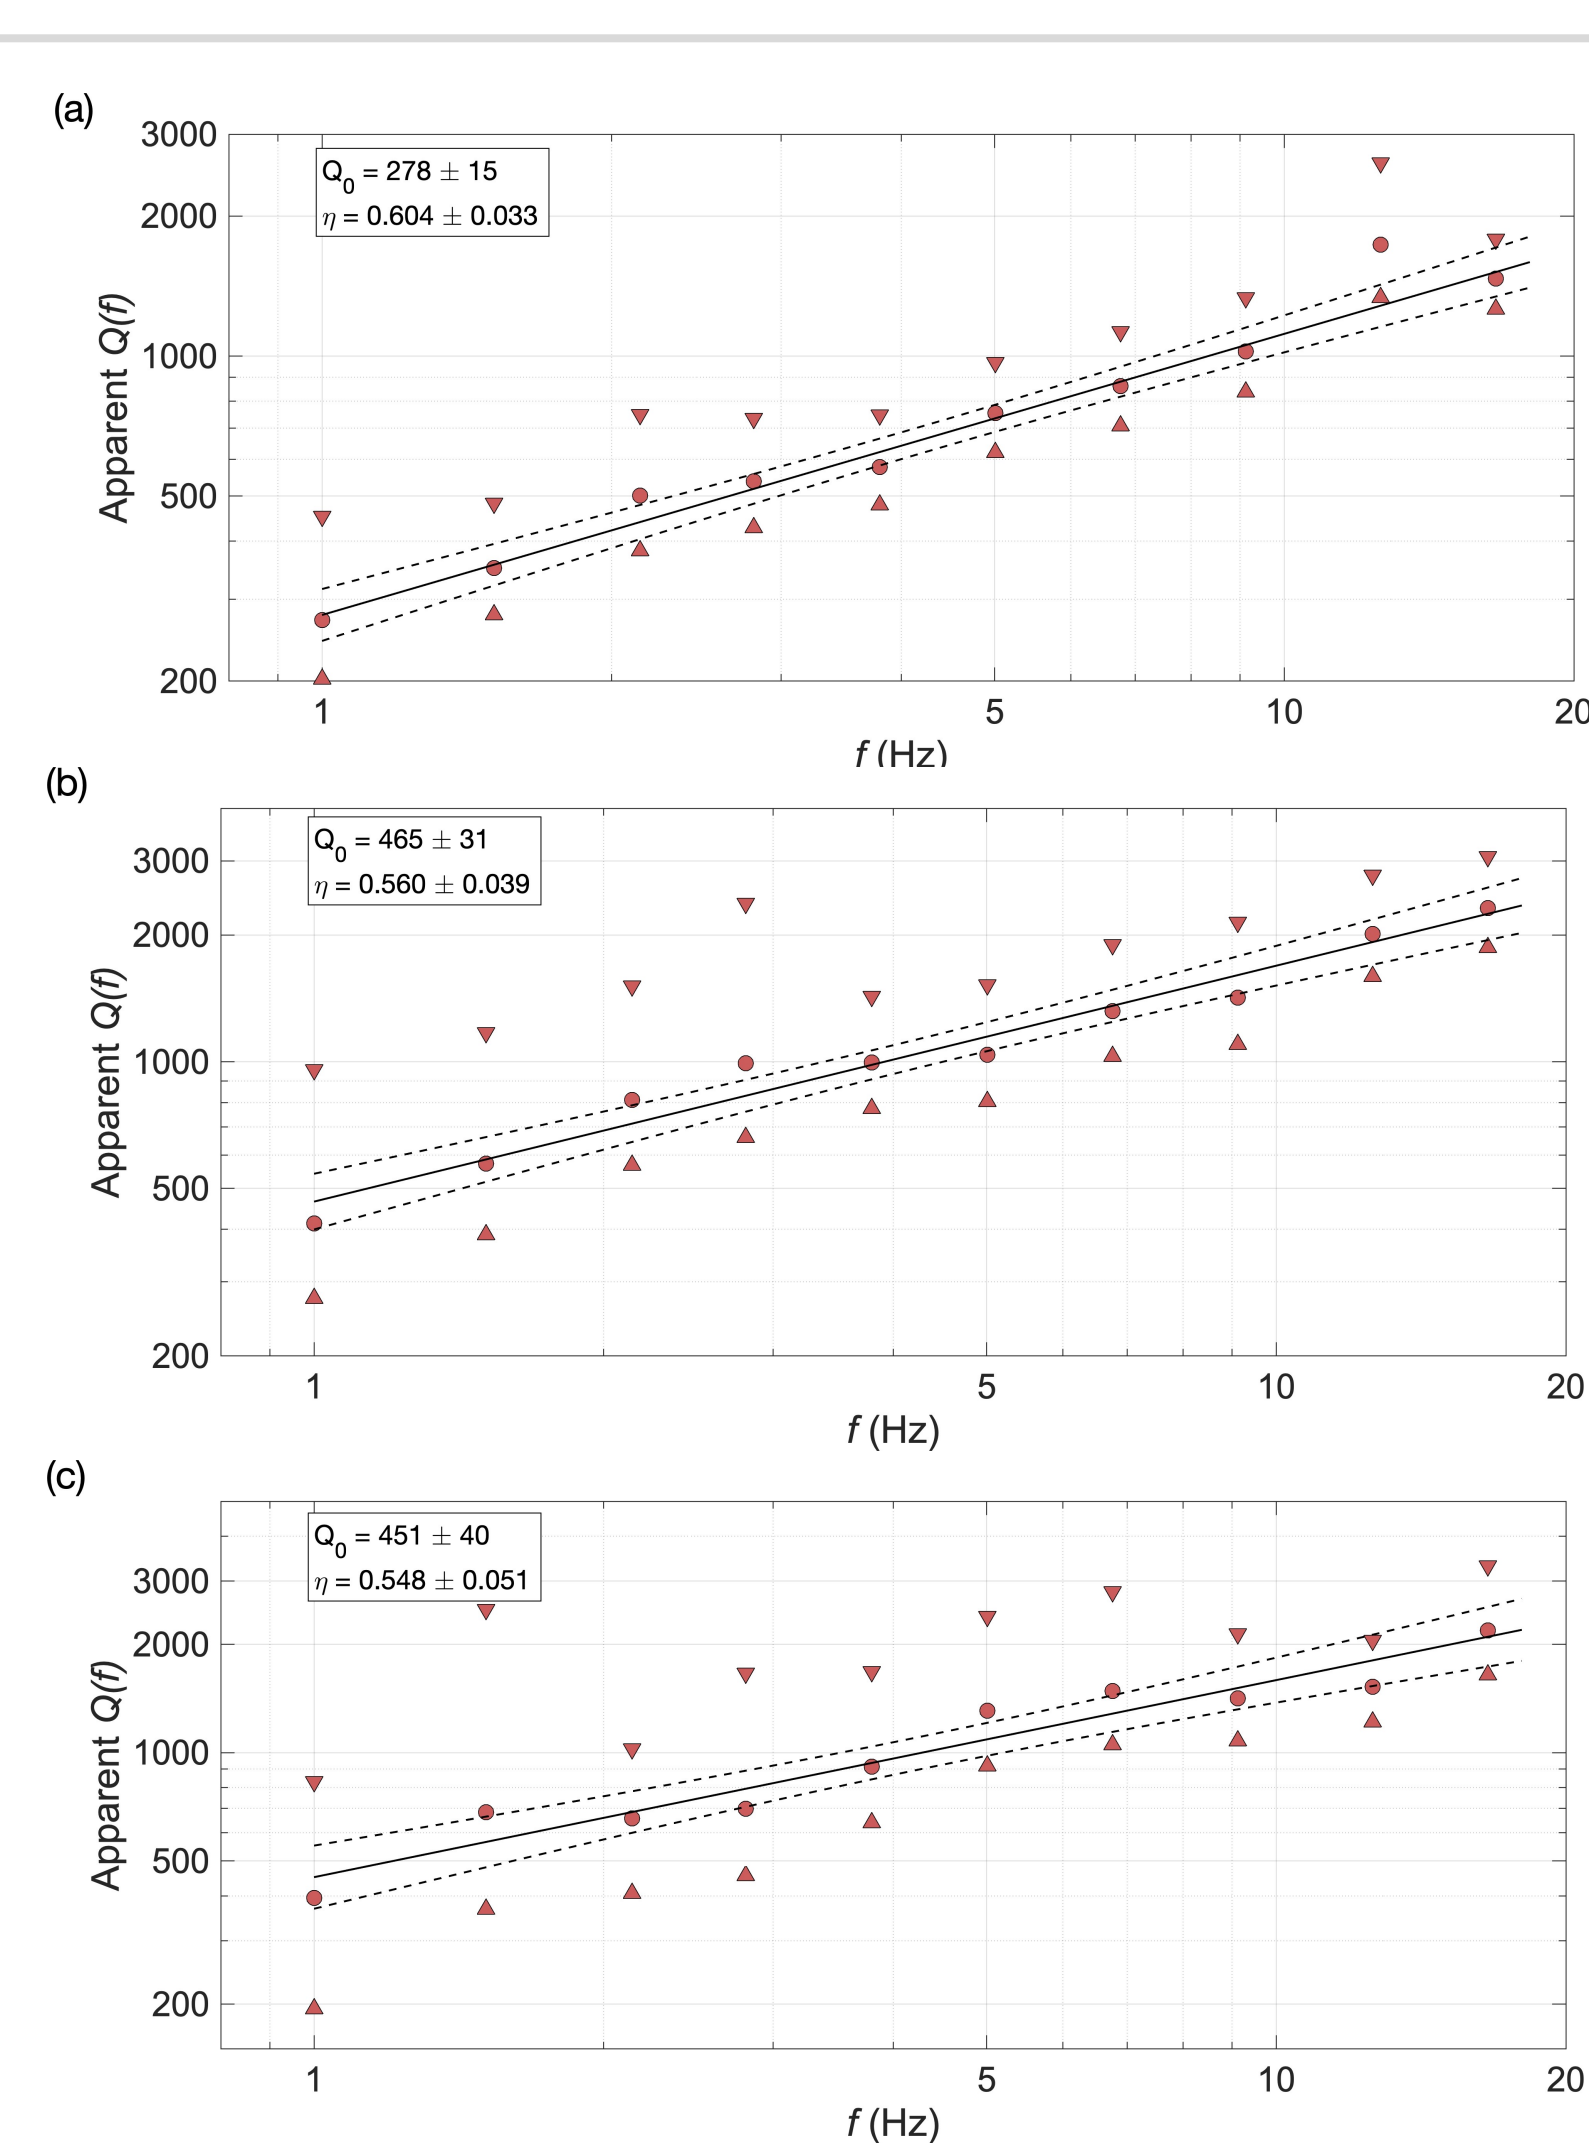 (a)
3000
2000
1000
500
200
Apparent Q(f)
Q0 = 278 ± 15
η = 0.604 ± 0.033
1 5 10 20
f (Hz)
(b)
3000
2000
1000
500
200
Apparent Q(f)
Q0 = 465 ± 31
η = 0.560 ± 0.039
1 5 10 20
f (Hz)
(c)
3000
2000
1000
500
200
Apparent Q(f)
Q0 = 451 ± 40
η = 0.548 ± 0.051
1 5 10 20
f (Hz)